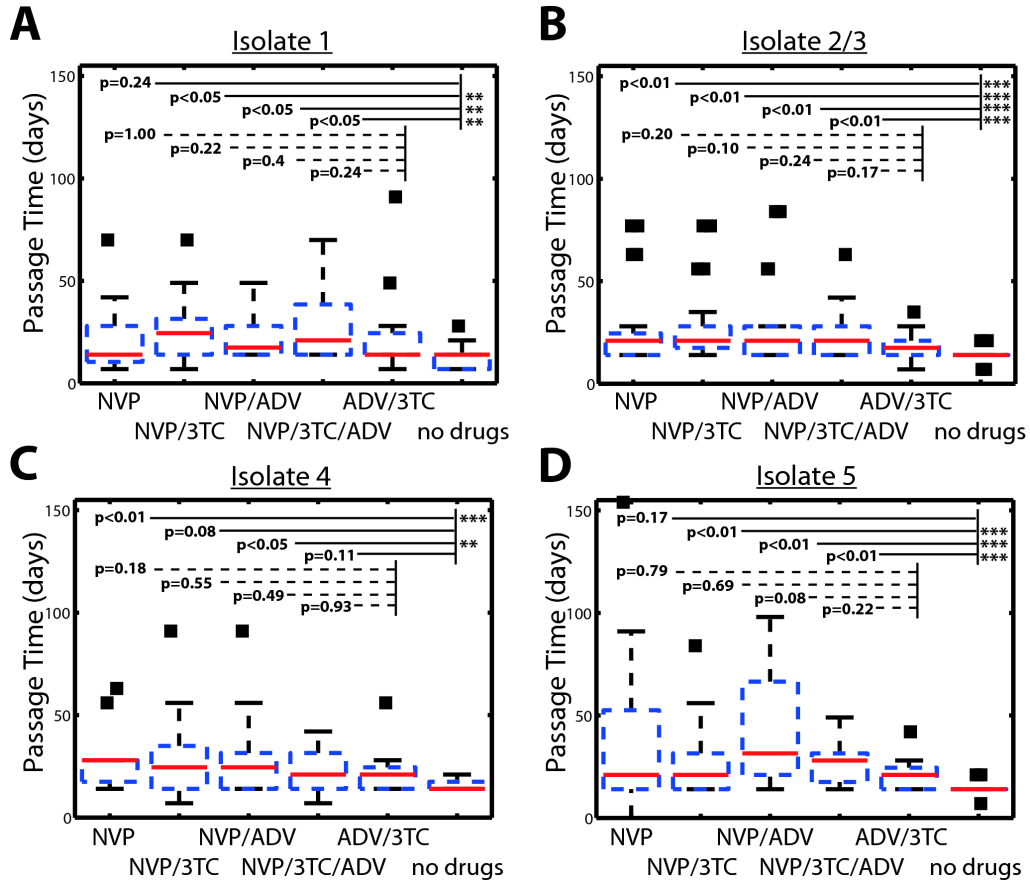 A
Isolate 1
Passage Time (days)
150
100
50
0
p=0.24
p<0.05 **
p<0.05 **
p<0.05 **
p=1.00
p=0.22
p=0.4
p=0.24
NVP NVP/ADV ADV/3TC
NVP/3TC NVP/3TC/ADV no drugs
B
Isolate 2/3
Passage Time (days)
150
100
50
0
p<0.01 ***
p<0.01 ***
p<0.01 ***
p<0.01 ***
p=0.20
p=0.10
p=0.24
p=0.17
NVP NVP/ADV ADV/3TC
NVP/3TC NVP/3TC/ADV no drugs
C
Isolate 4
Passage Time (days)
150
100
50
0
p<0.01 ***
p=0.08
p<0.05 **
p=0.11
p=0.18
p=0.55
p=0.49
p=0.93
NVP NVP/ADV ADV/3TC
NVP/3TC NVP/3TC/ADV no drugs
D
Isolate 5
Passage Time (days)
150
100
50
0
p=0.17
p<0.01 ***
p<0.01 ***
p<0.01 ***
p=0.79
p=0.69
p=0.08
p=0.22
NVP NVP/ADV ADV/3TC
NVP/3TC NVP/3TC/ADV no drugs